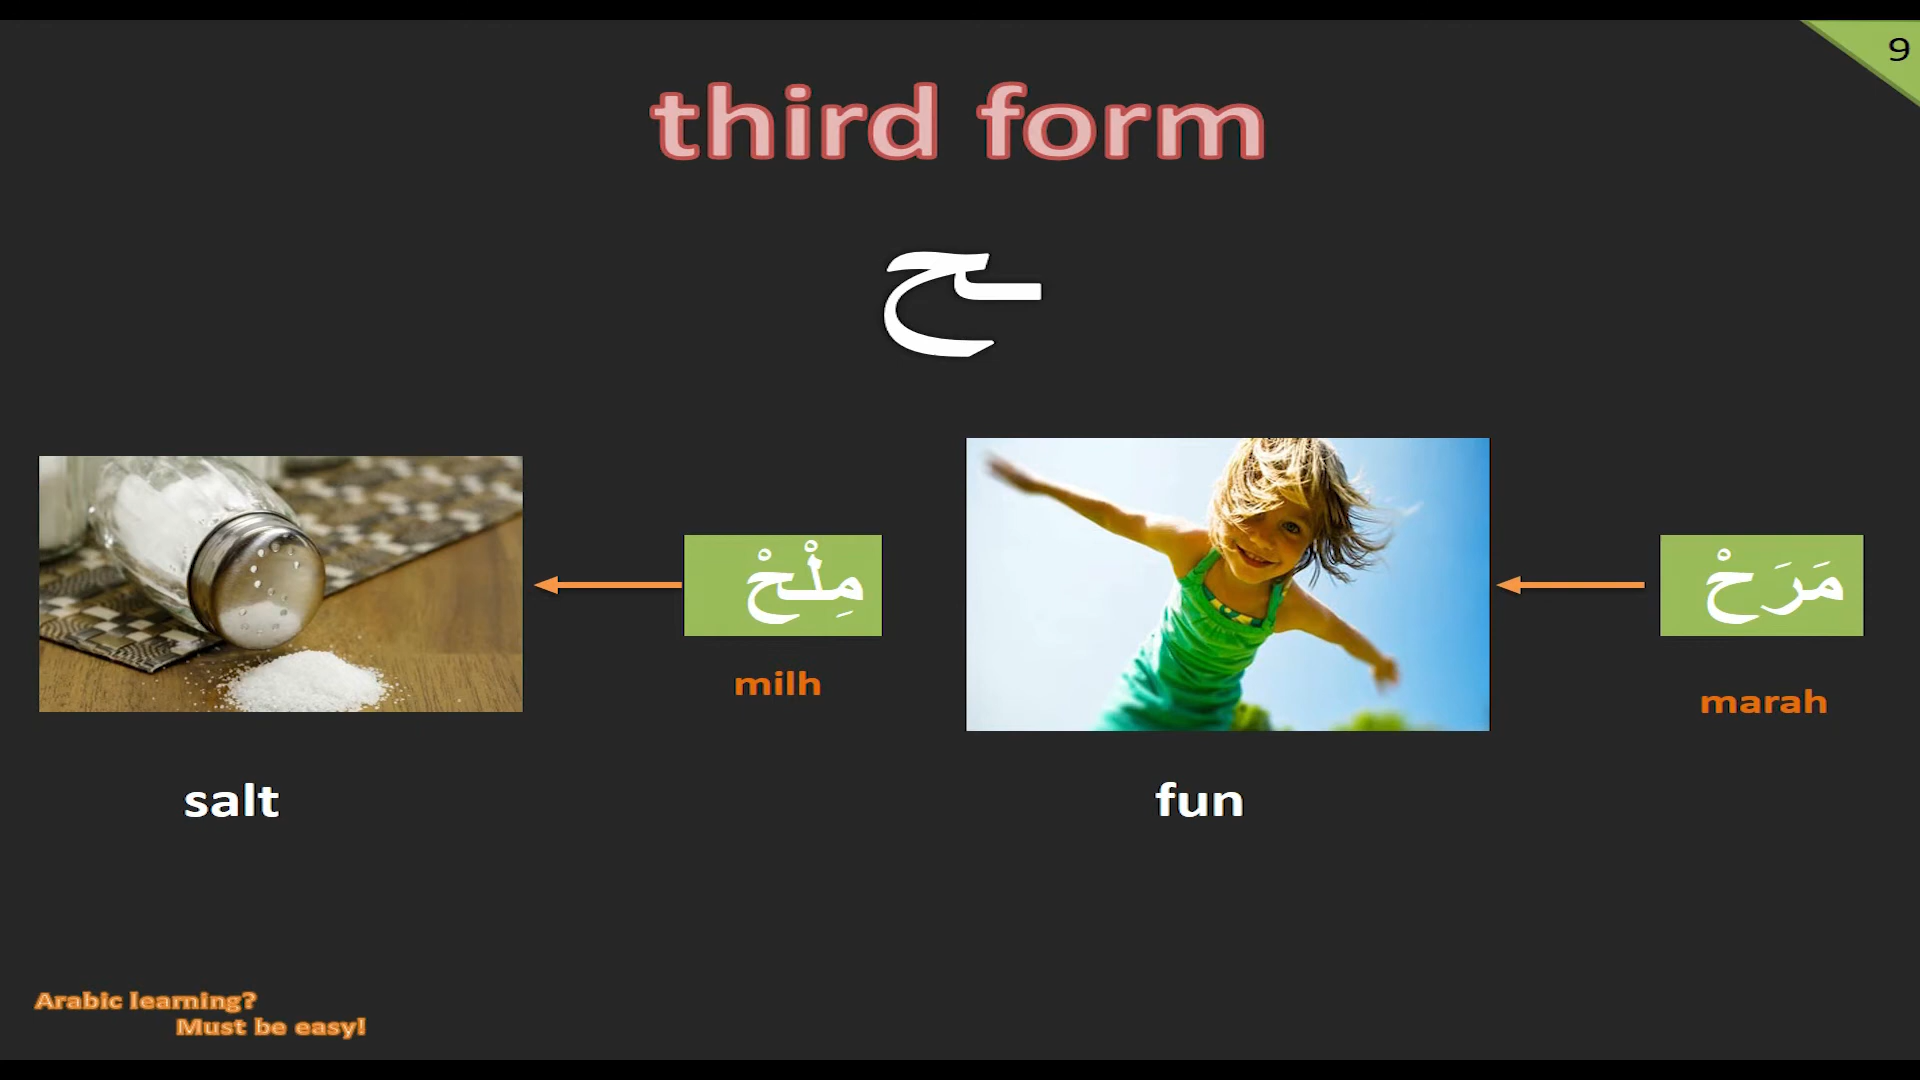 9
third form
ـح
مِلْحْ
مَرَحْ
milh
marah
salt
fun
Arabic learning?
Must be easy!